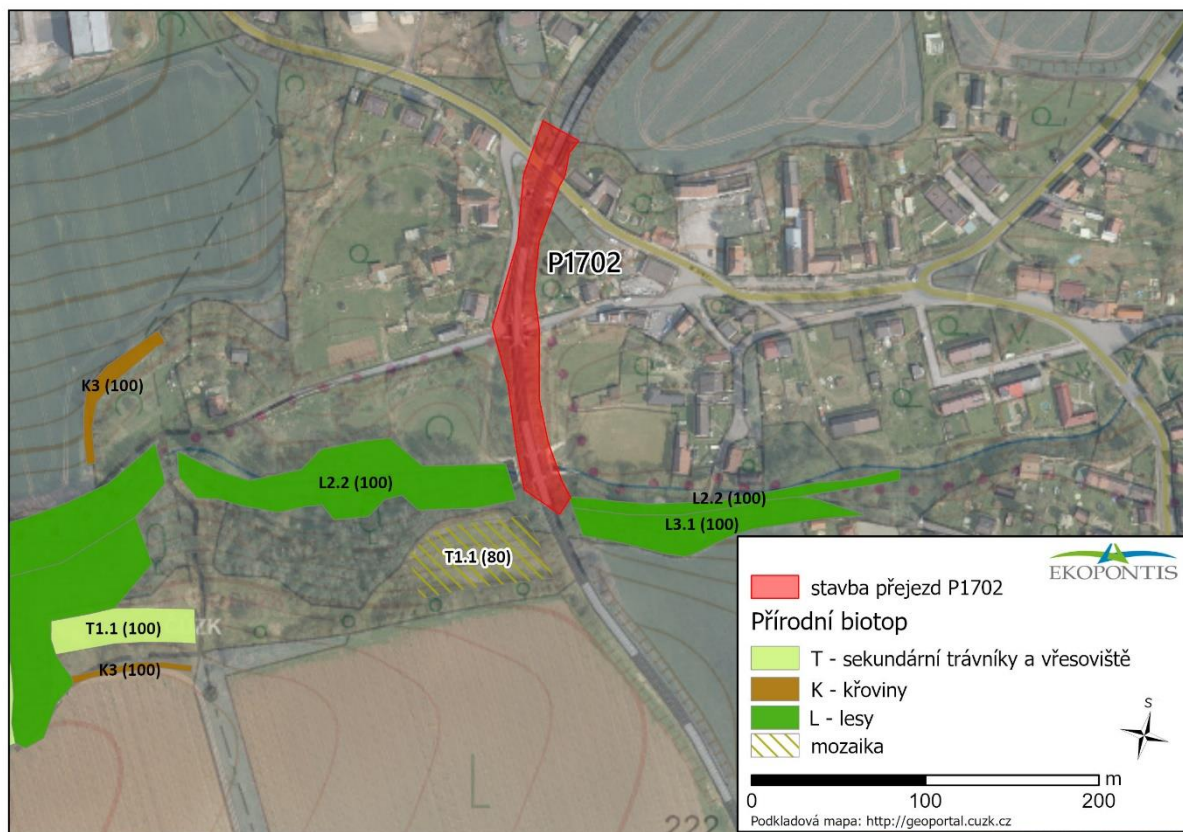 P1702
K3 (100)
L2.2 (100)
L2.2 (100)
L3.1 (100)
T1.1 (80)
T1.1 (100)
ZK
K3 (100)
L
222
EKOPONTIS
stavba přejezd P1702
Přírodní biotop
T - sekundární trávníky a vřesoviště
K - křoviny
L - lesy
mozaika
S
m
0 100 200
Podkladová mapa: http://geoportal.cuzk.cz